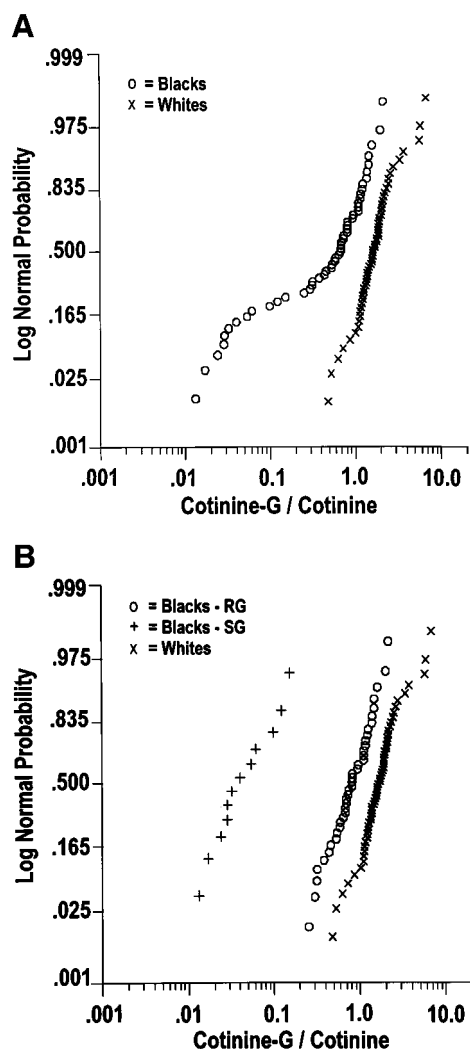 A
.999
o = Blacks
x = Whites
.975
.835
.500
.165
.025
.001
Log Normal Probability
.001 .01 0.1 1.0 10.0
Cotinine-G / Cotinine
B
.999
o = Blacks - RG
+ = Blacks - SG
x = Whites
.975
.835
.500
.165
.025
.001
Log Normal Probability
.001 .01 0.1 1.0 10.0
Cotinine-G / Cotinine